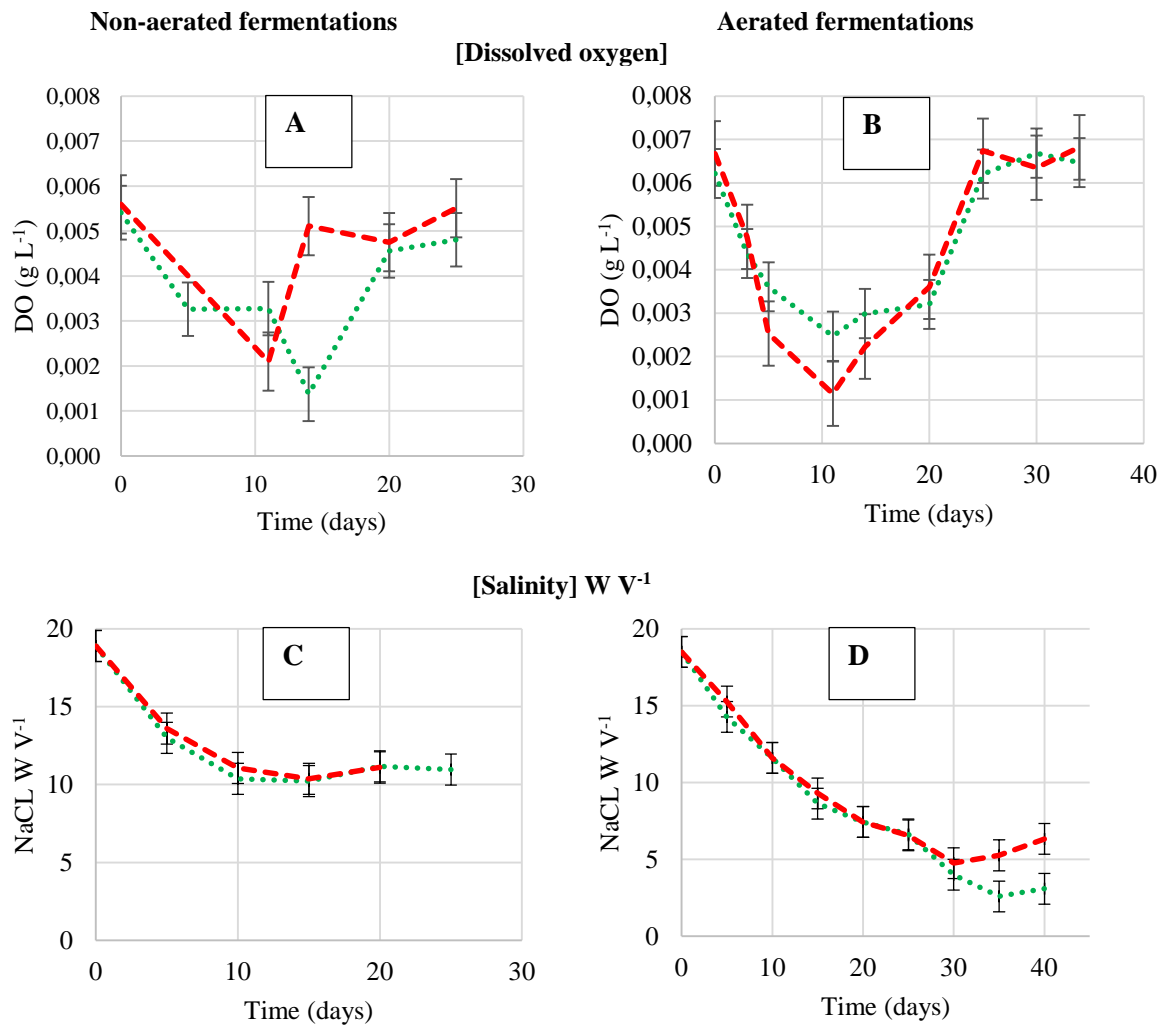 Non-aerated fermentations Aerated fermentations
[Dissolved oxygen]
A
DO (g L-1)
0,008
0,007
0,006
0,005
0,004
0,003
0,002
0,001
0,000
0 10 20 30
Time (days)
B
DO (g L-1)
0,008
0,007
0,006
0,005
0,004
0,003
0,002
0,001
0,000
0 10 20 30 40
Time (days)
[Salinity] W V-1
C
NaCL W V-1
20
15
10
5
0
0 10 20 30
Time (days)
D
NaCL W V-1
20
15
10
5
0
0 10 20 30 40
Time (days)